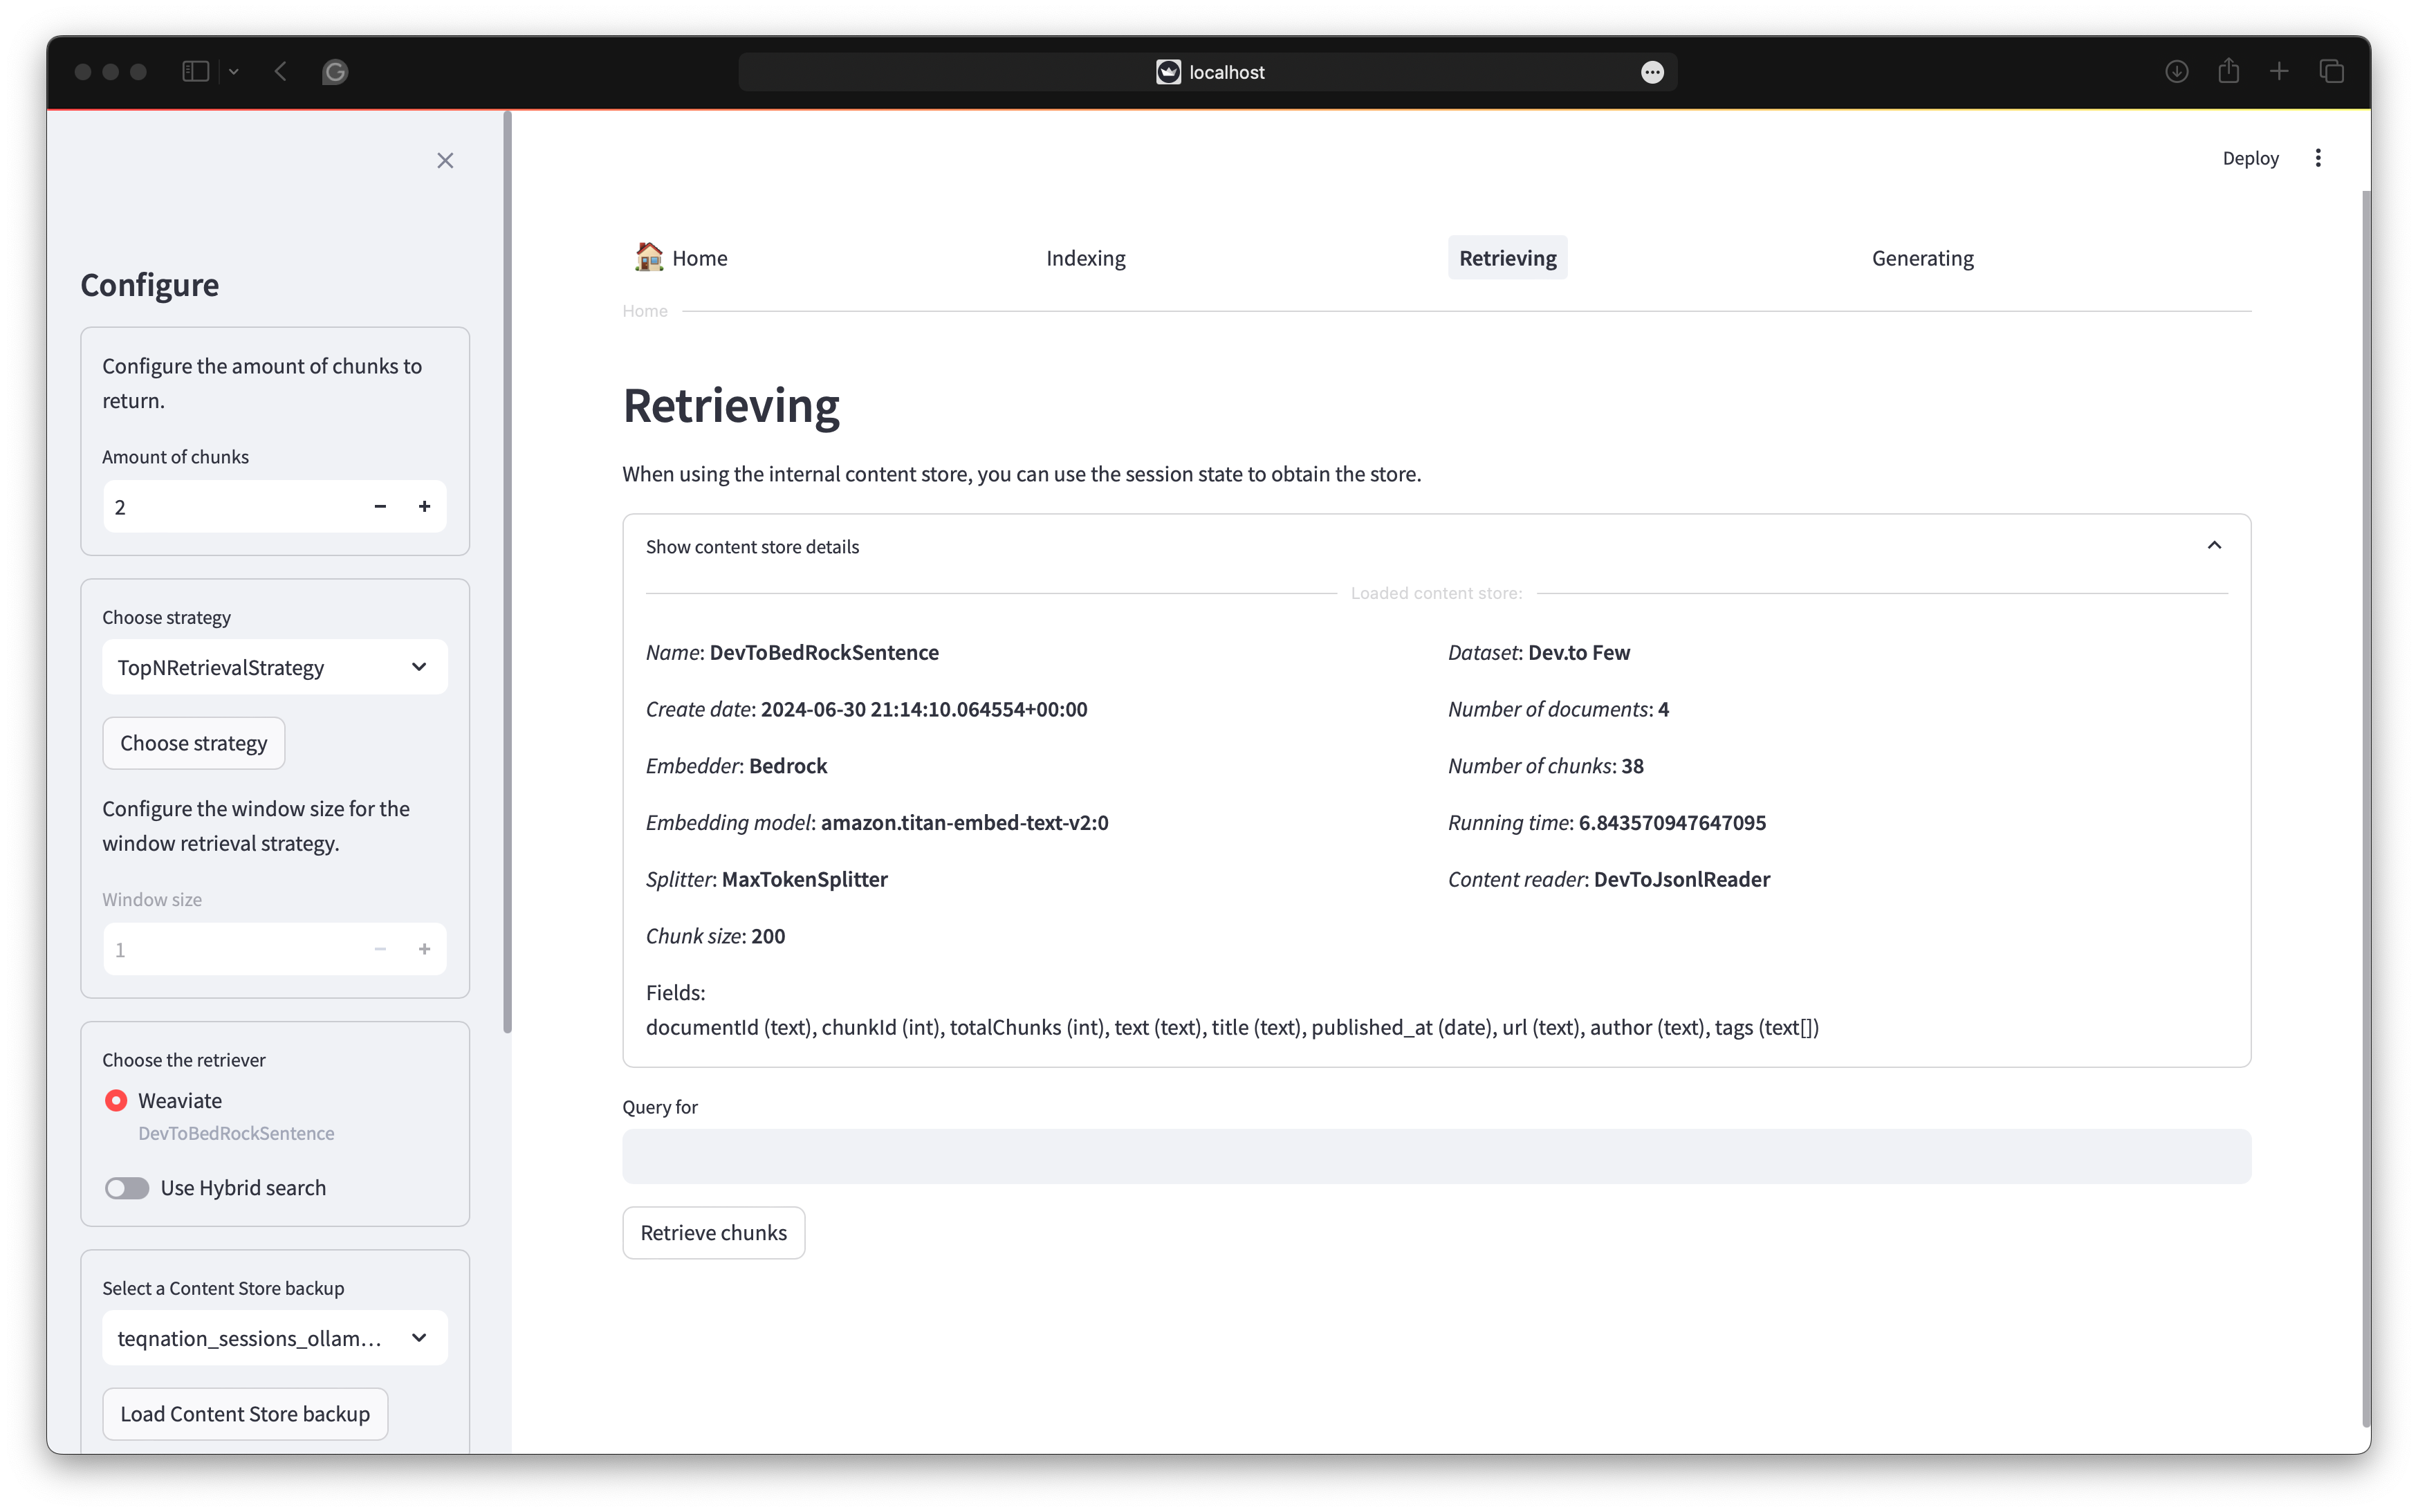 localhost
Deploy
Configure
Configure the amount of chunks to
return.
Amount of chunks
2
Choose strategy
TopNRetrievalStrategy
Choose strategy
Configure the window size for the
window retrieval strategy.
Window size
1
Choose the retriever
Weaviate
DevToBedRockSentence
Use Hybrid search
Select a Content Store backup
teqnation_sessions_ollam...
Load Content Store backup
Home
Indexing
Retrieving
Generating
Home
Retrieving
When using the internal content store, you can use the session state to obtain the store.
Show content store details
Loaded content store:
Name: DevToBedRockSentence
Create date: 2024-06-30 21:14:10.064554+00:00
Embedder: Bedrock
Embedding model: amazon.titan-embed-text-v2:0
Splitter: MaxTokenSplitter
Chunk size: 200
Dataset: Dev.to Few
Number of documents: 4
Number of chunks: 38
Running time: 6.843570947647095
Content reader: DevToJsonlReader
Fields:
documentId (text), chunkId (int), totalChunks (int), text (text), title (text), published_at (date), url (text), author (text), tags (text[])
Query for
Retrieve chunks